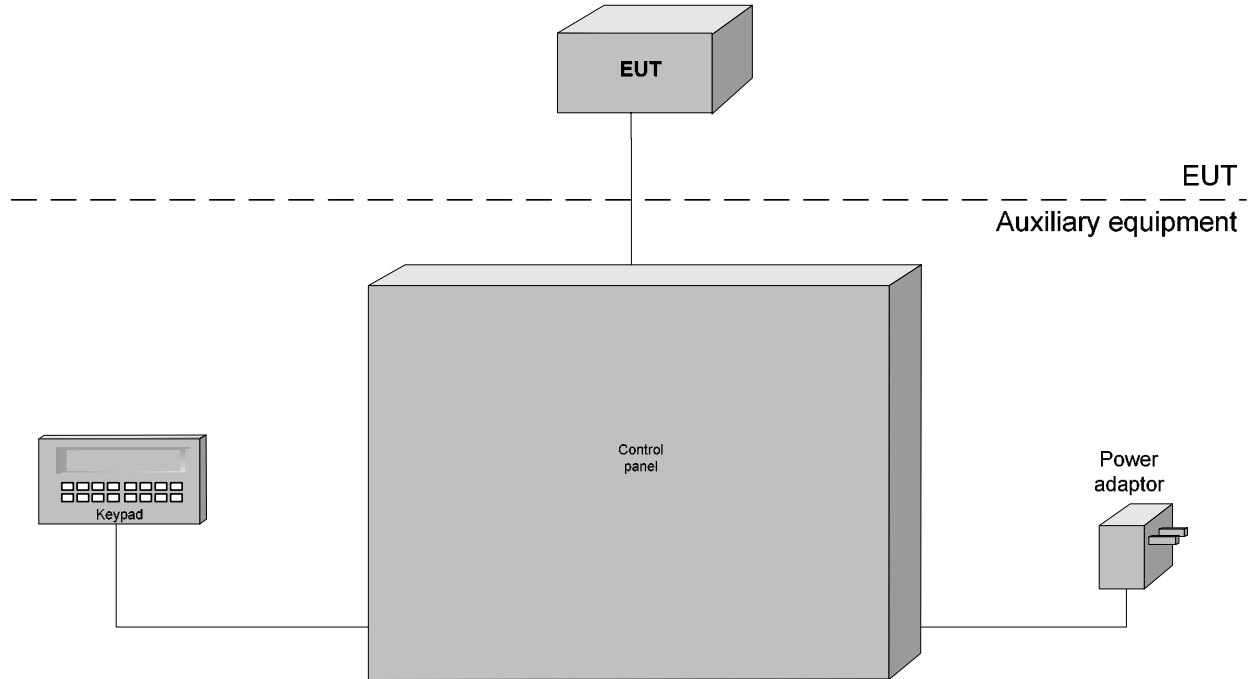 EUT
EUT
Auxiliary equipment
Control
panel
Power
adaptor
Keypad